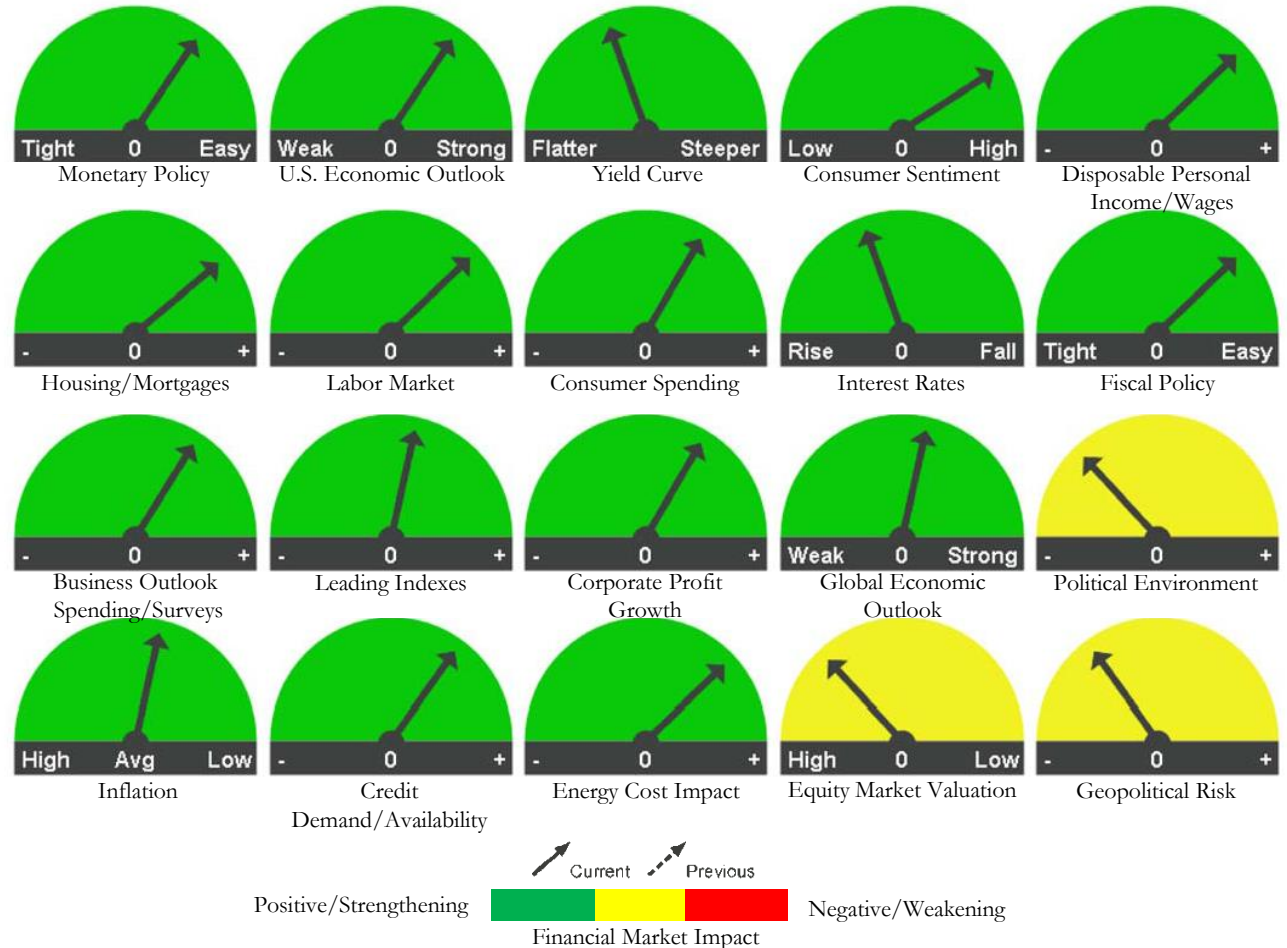 Tight 0 Easy
Weak 0 Strong
Flatter Steeper
Low 0 High
- 0 +
Monetary Policy
U.S. Economic Outlook
Yield Curve
Consumer Sentiment
Disposable Personal
Income/Wages
- 0 +
- 0 +
- 0 +
Rise 0 Fall
Tight 0 Easy
Housing/Mortgages
Labor Market
Consumer Spending
Interest Rates
Fiscal Policy
- 0 +
- 0 +
- 0 +
Weak 0 Strong
- 0 +
Business Outlook
Spending/Surveys
Leading Indexes
Corporate Profit
Growth
Global Economic
Outlook
Political Environment
High Avg Low
- 0 +
- 0 +
High 0 Low
- 0 +
Inflation
Credit
Demand/Availability
Energy Cost Impact
Equity Market Valuation
Geopolitical Risk
Current Previous
Positive/Strengthening
Negative/Weakening
Financial Market Impact